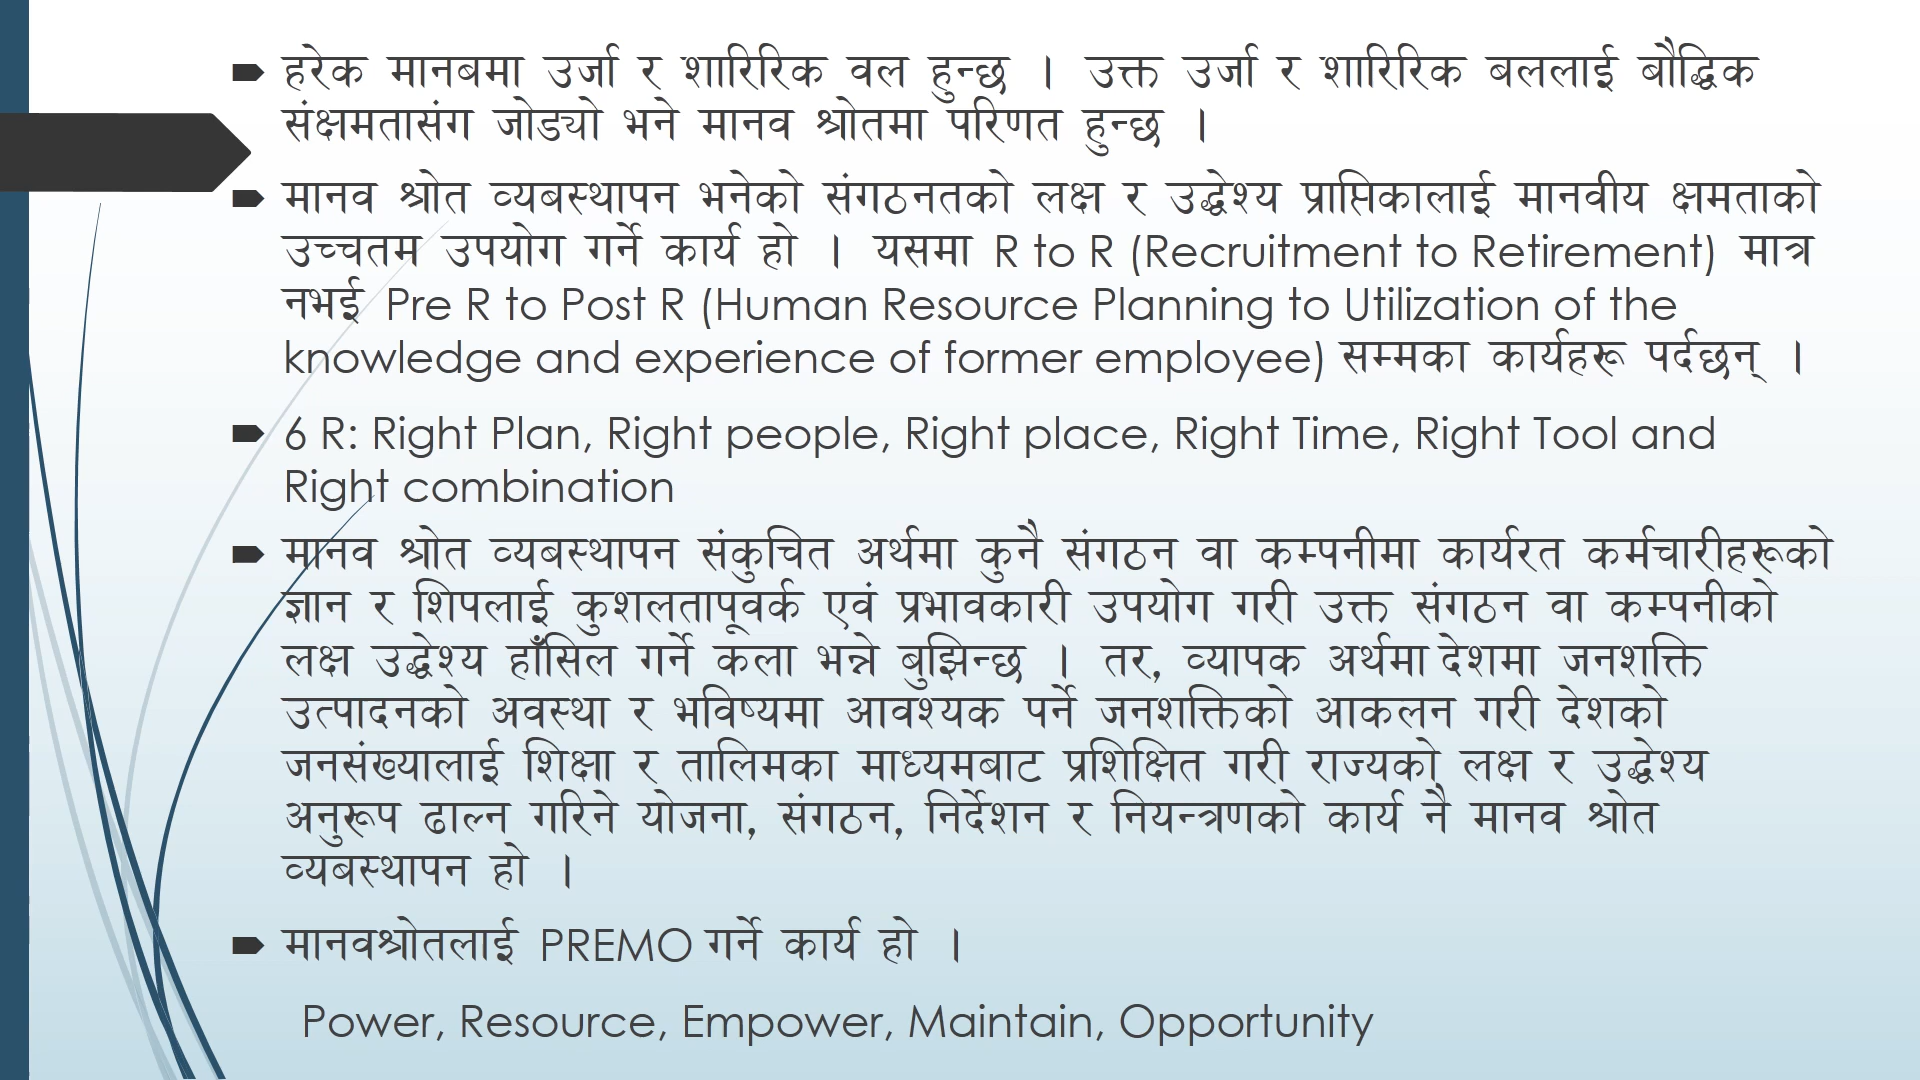 हरेक मानबमा उर्जा र शारिरिक वल हुन्छ । उक्त उर्जा र शारिरिक बललाई बौद्धिक
संक्षमतासंग जोड्यो भने मानव श्रोतमा परिणत हुन्छ ।
मानव श्रोत व्यबस्थापन भनेको संगठनतको लक्ष र उद्धेश्य प्राप्तिकालाई मानवीय क्षमताको
उच्चतम उपयोग गर्ने कार्य हो । यसमा R to R (Recruitment to Retirement) मात्र
नभई Pre R to Post R (Human Resource Planning to Utilization of the
knowledge and experience of former employee) सम्मका कार्यहरू पर्दछन् ।
6 R: Right Plan, Right people, Right place, Right Time, Right Tool and
Right combination
मानव श्रोत व्यबस्थापन संकुचित अर्थमा कुनै संगठन वा कम्पनीमा कार्यरत कर्मचारीहरूको
ज्ञान र शिपलाई कुशलतापूवर्क एवं प्रभावकारी उपयोग गरी उक्त संगठन वा कम्पनीको
लक्ष उद्धेश्य हाँसिल गर्ने कला भन्ने बुझिन्छ । तर, व्यापक अर्थमा देशमा जनशक्ति
उत्पादनको अवस्था र भविष्यमा आवश्यक पर्ने जनशक्तिको आकलन गरी देशको
जनसंख्यालाई शिक्षा र तालिमका माध्यमबाट प्रशिक्षित गरी राज्यको लक्ष र उद्धेश्य
अनुरूप ढाल्न गरिने योजना, संगठन, निर्देशन र नियन्त्रणको कार्य नै मानव श्रोत
व्यबस्थापन हो ।
मानवश्रोतलाई PREMO गर्ने कार्य हो ।
Power, Resource, Empower, Maintain, Opportunity